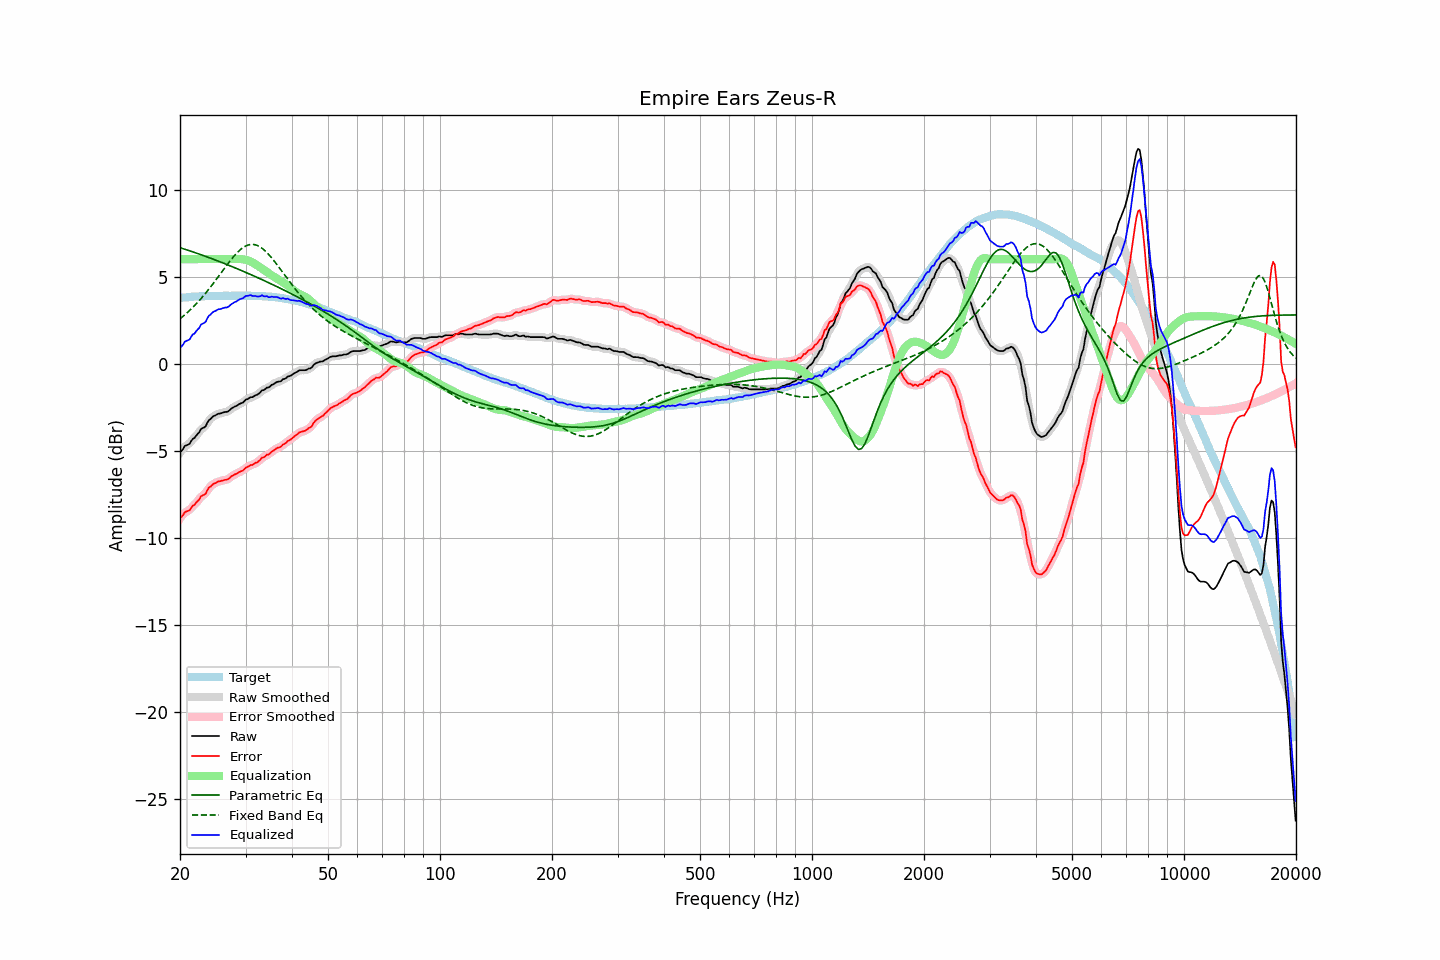 Empire Ears Zeus-R
Amplitude (dBr)
10
5
0
−5
−10
−15
−20
−25
Target
Raw Smoothed
Error Smoothed
Raw
Error
Equalization
Parametric Eq
Fixed Band Eq
Equalized
20
50
100
200
500
1000
2000
5000
10000
20000
Frequency (Hz)